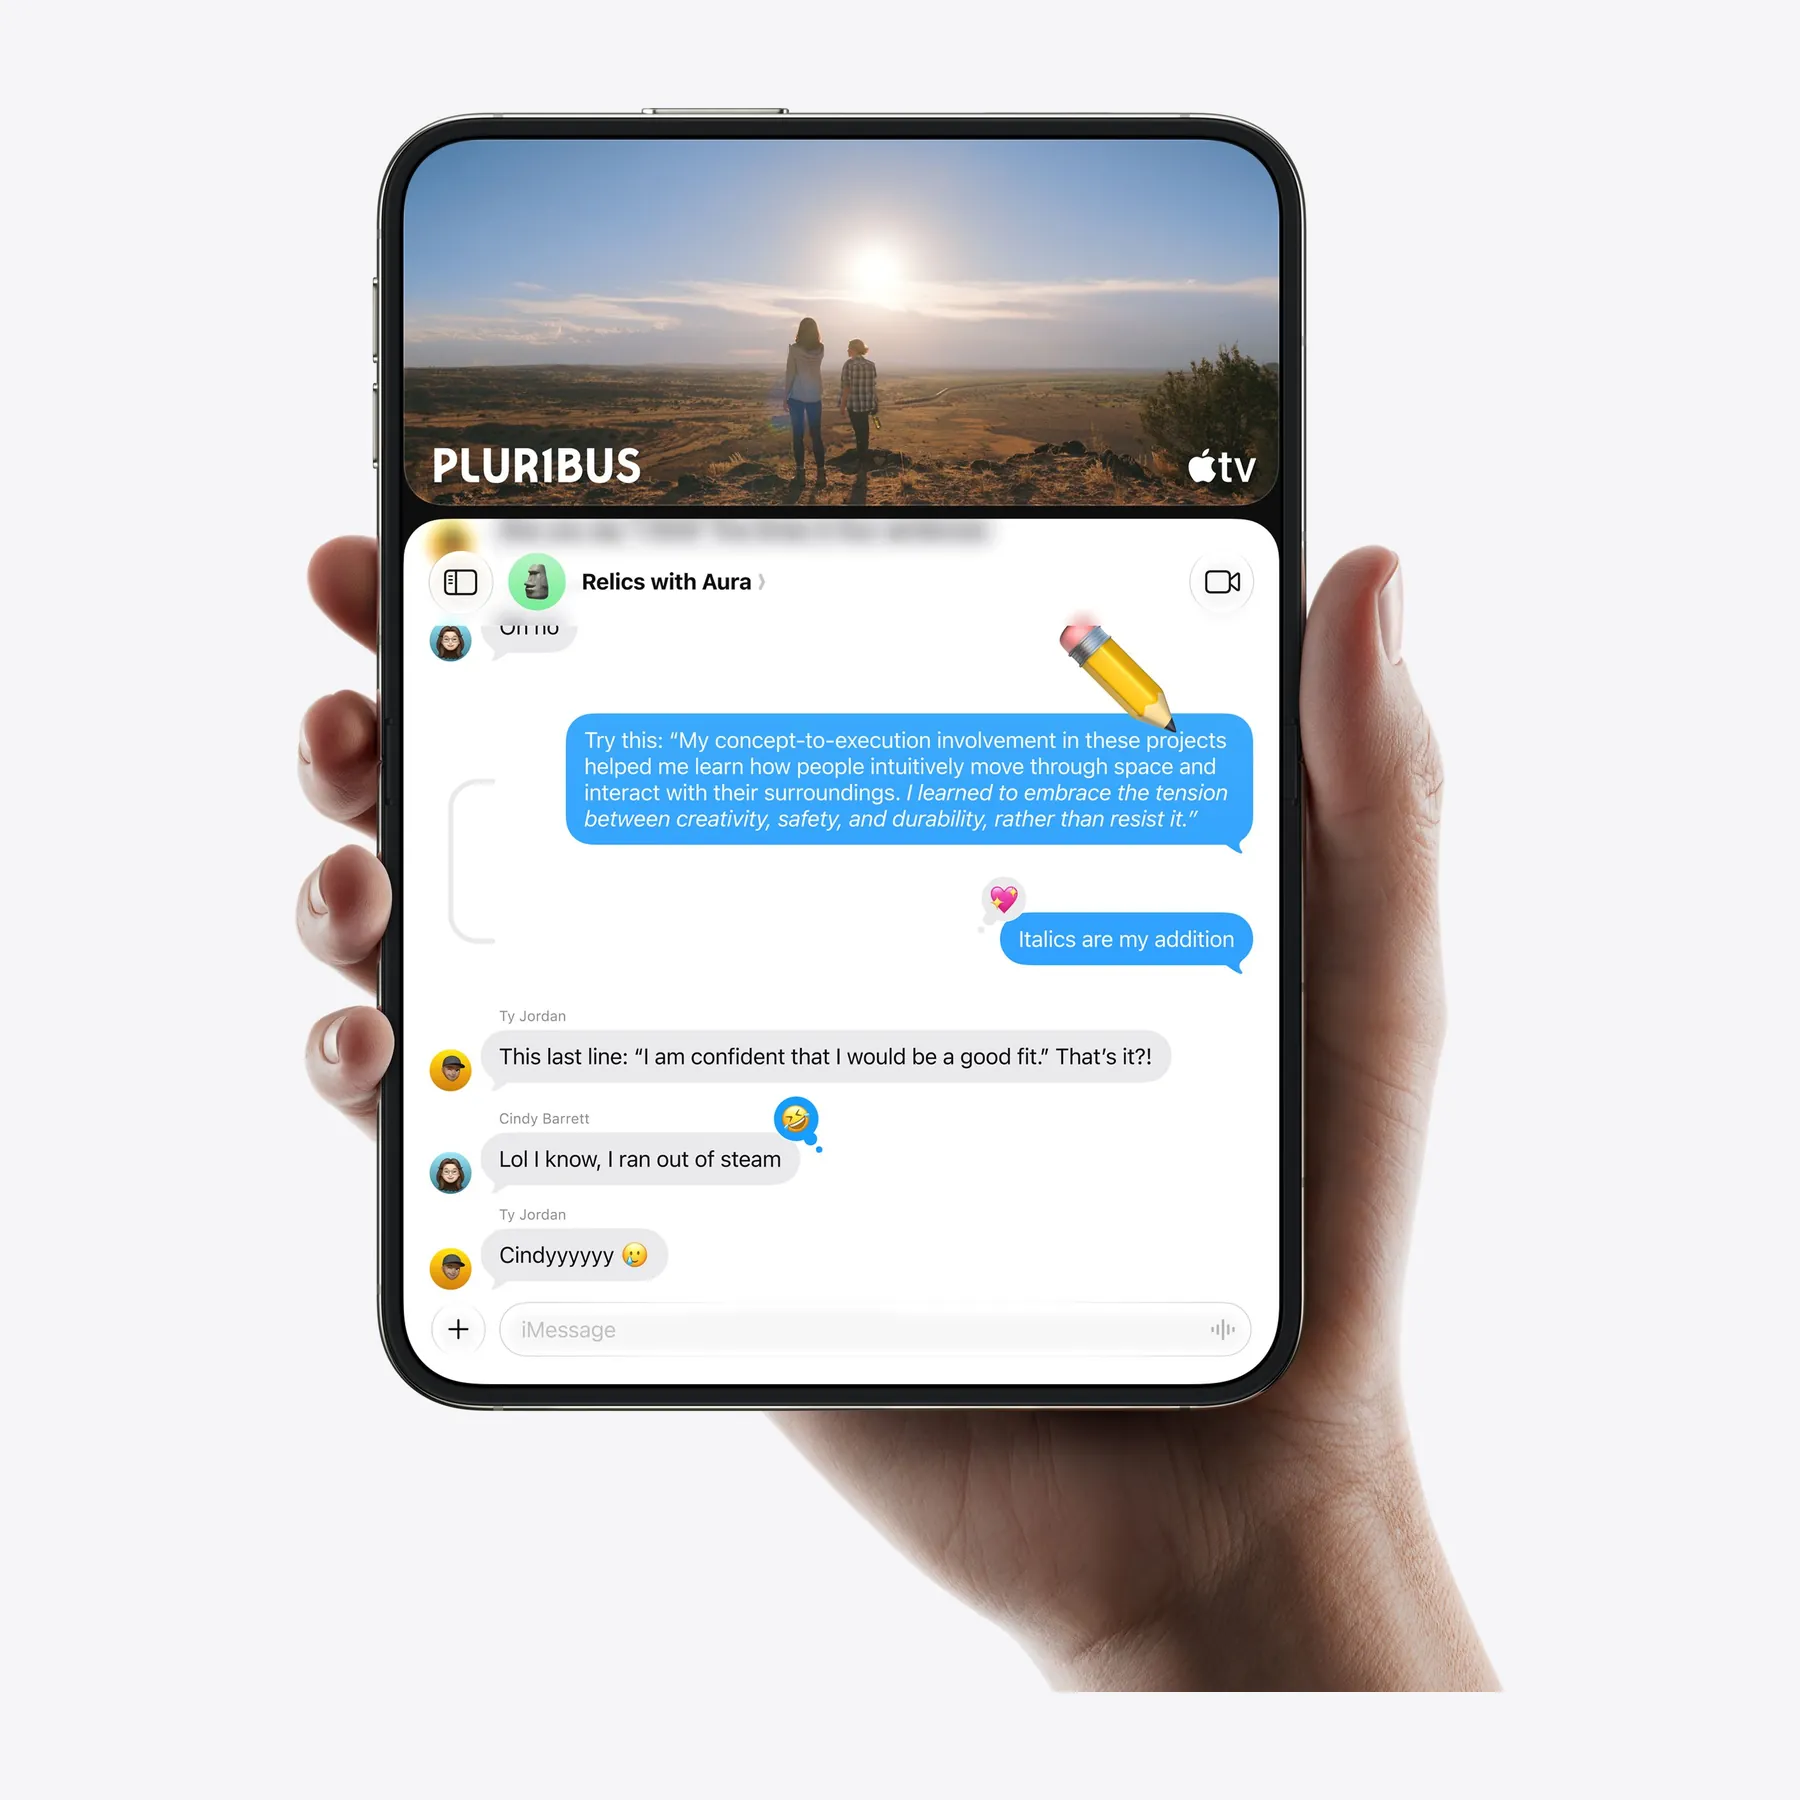 PLUR1BUS
tv
Relics with Aura
Oh no
Try this: “My concept-to-execution involvement in these projects
helped me learn how people intuitively move through space and
interact with their surroundings. I learned to embrace the tension
between creativity, safety, and durability, rather than resist it.”
Italics are my addition
Ty Jordan
This last line: “I am confident that I would be a good fit.” That’s it?!
Cindy Barrett
Lol I know, I ran out of steam
Ty Jordan
Cindyyyyyy 🥲
iMessage